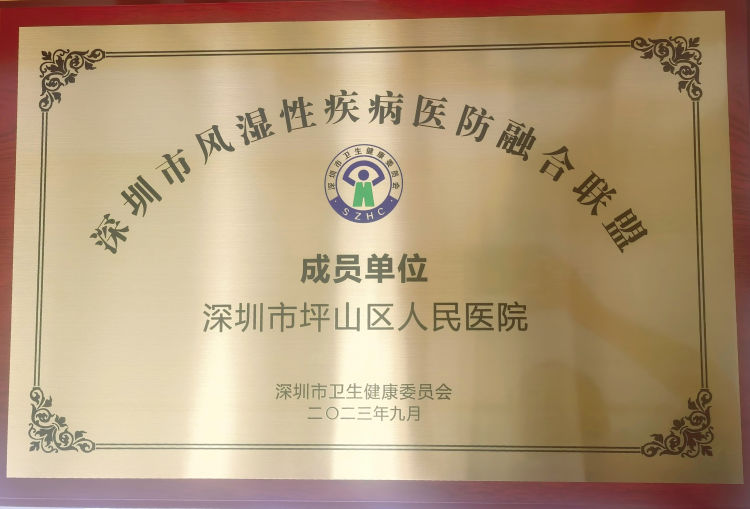 深圳市风湿性疾病医防融合联盟
深圳市卫生健康委员会
SZHC
成员单位
深圳市坪山区人民医院
深圳市卫生健康委员会
二〇二三年九月